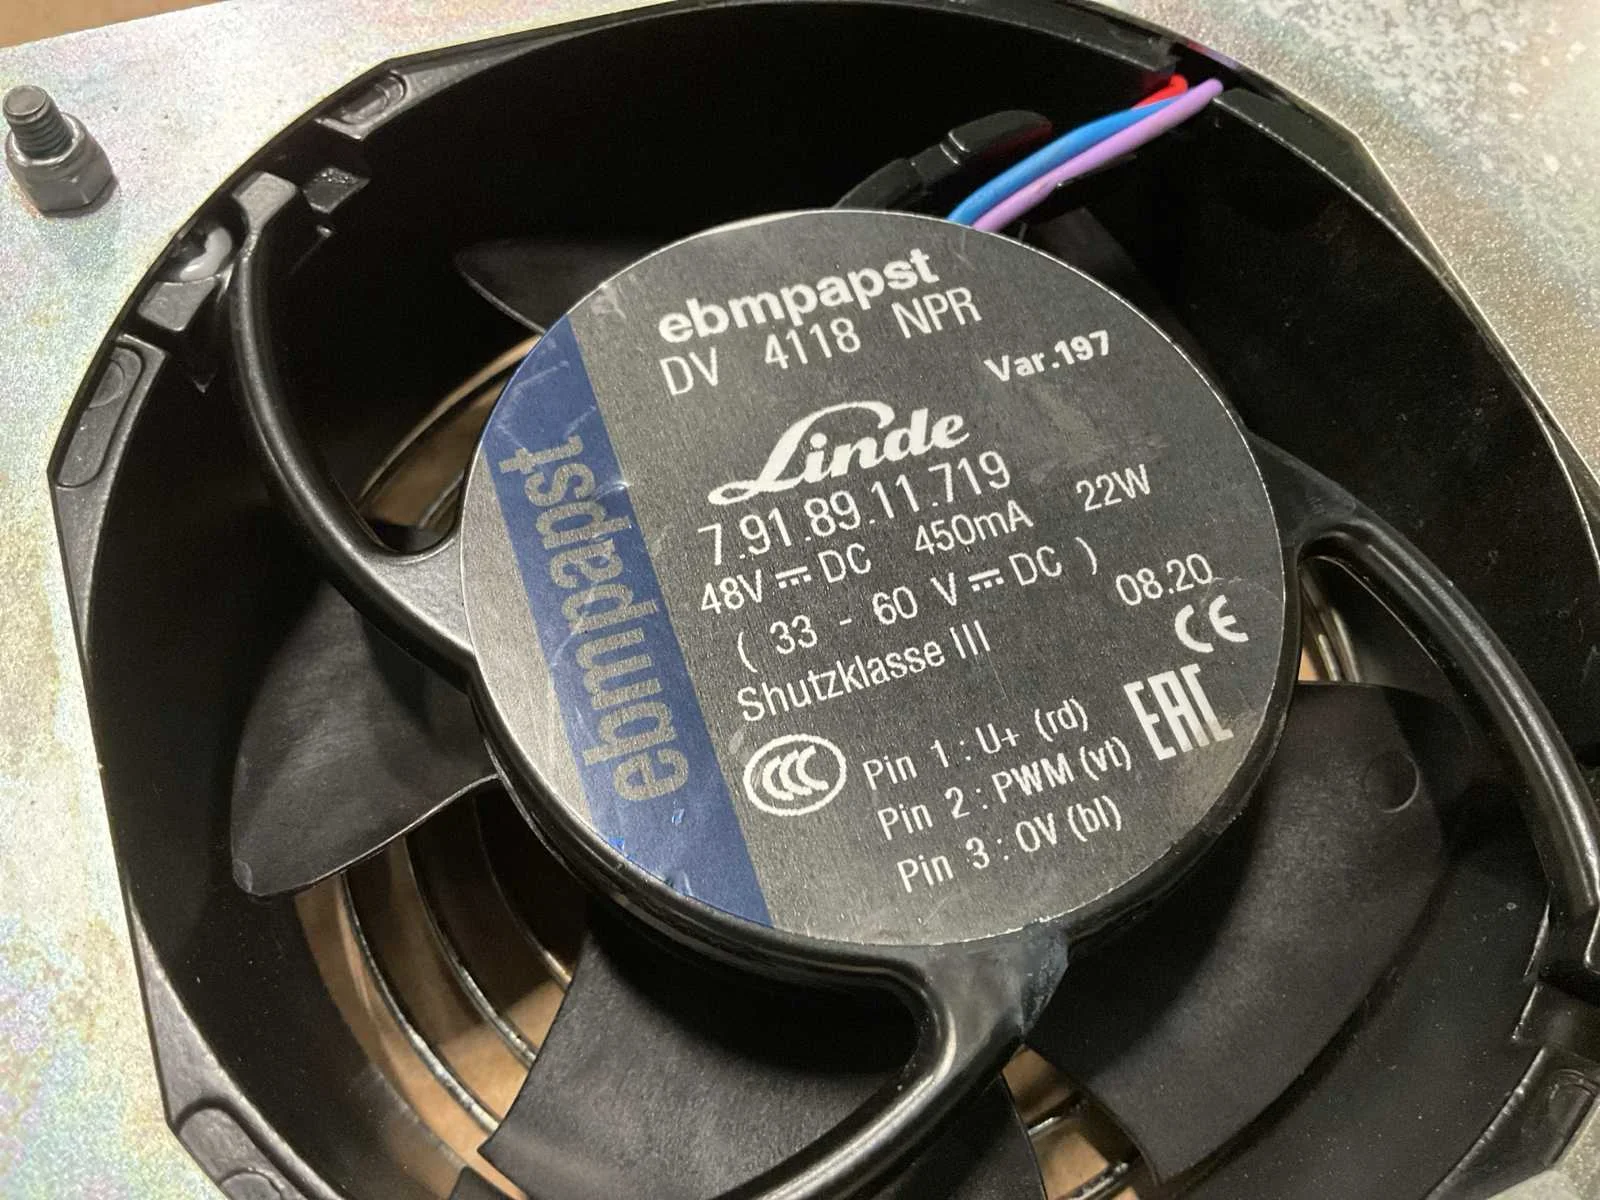 ebmpapst
DV 4118 NPR
Var.197
Linde
7.91.89.11.719
48V ⎓ DC 450mA 22W
( 33 - 60 V ⎓ DC )
08.20
Shutzklasse III
CE
EAC
CCC
Pin 1 : U+ (rd)
Pin 2 : PWM (vt)
Pin 3 : 0V (bl)
ebmpapst